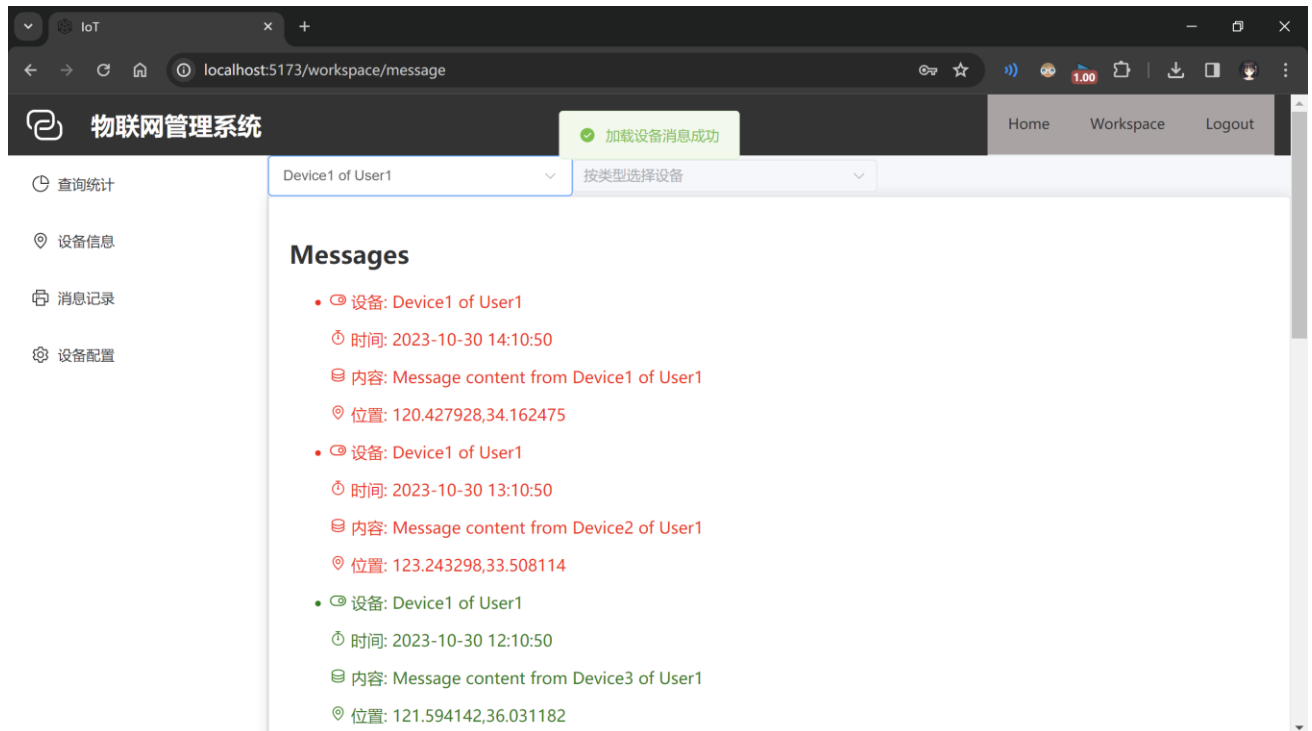 IoT
localhost:5173/workspace/message
1.00
物联网管理系统
加载设备消息成功
Home Workspace Logout
查询统计
设备信息
消息记录
设备配置
Device1 of User1
按类型选择设备
Messages
设备: Device1 of User1
时间: 2023-10-30 14:10:50
内容: Message content from Device1 of User1
位置: 120.427928,34.162475
设备: Device1 of User1
时间: 2023-10-30 13:10:50
内容: Message content from Device2 of User1
位置: 123.243298,33.508114
设备: Device1 of User1
时间: 2023-10-30 12:10:50
内容: Message content from Device3 of User1
位置: 121.594142,36.031182